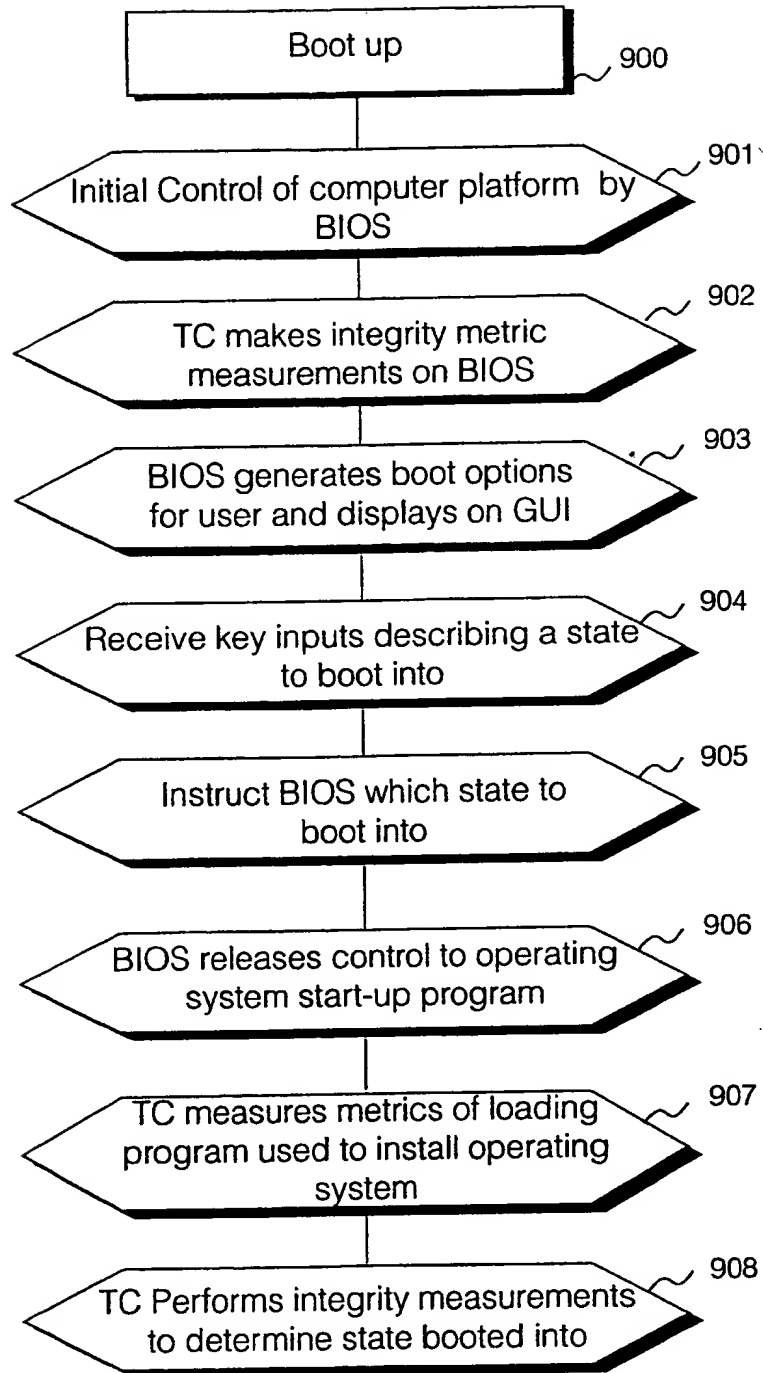 Boot up
900
901
Initial Control of computer platform by
BIOS
902
TC makes integrity metric
measurements on BIOS
903
BIOS generates boot options
for user and displays on GUI
904
Receive key inputs describing a state
to boot into
905
Instruct BIOS which state to
boot into
906
BIOS releases control to operating
system start-up program
907
TC measures metrics of loading
program used to install operating
system
908
TC Performs integrity measurements
to determine state booted into